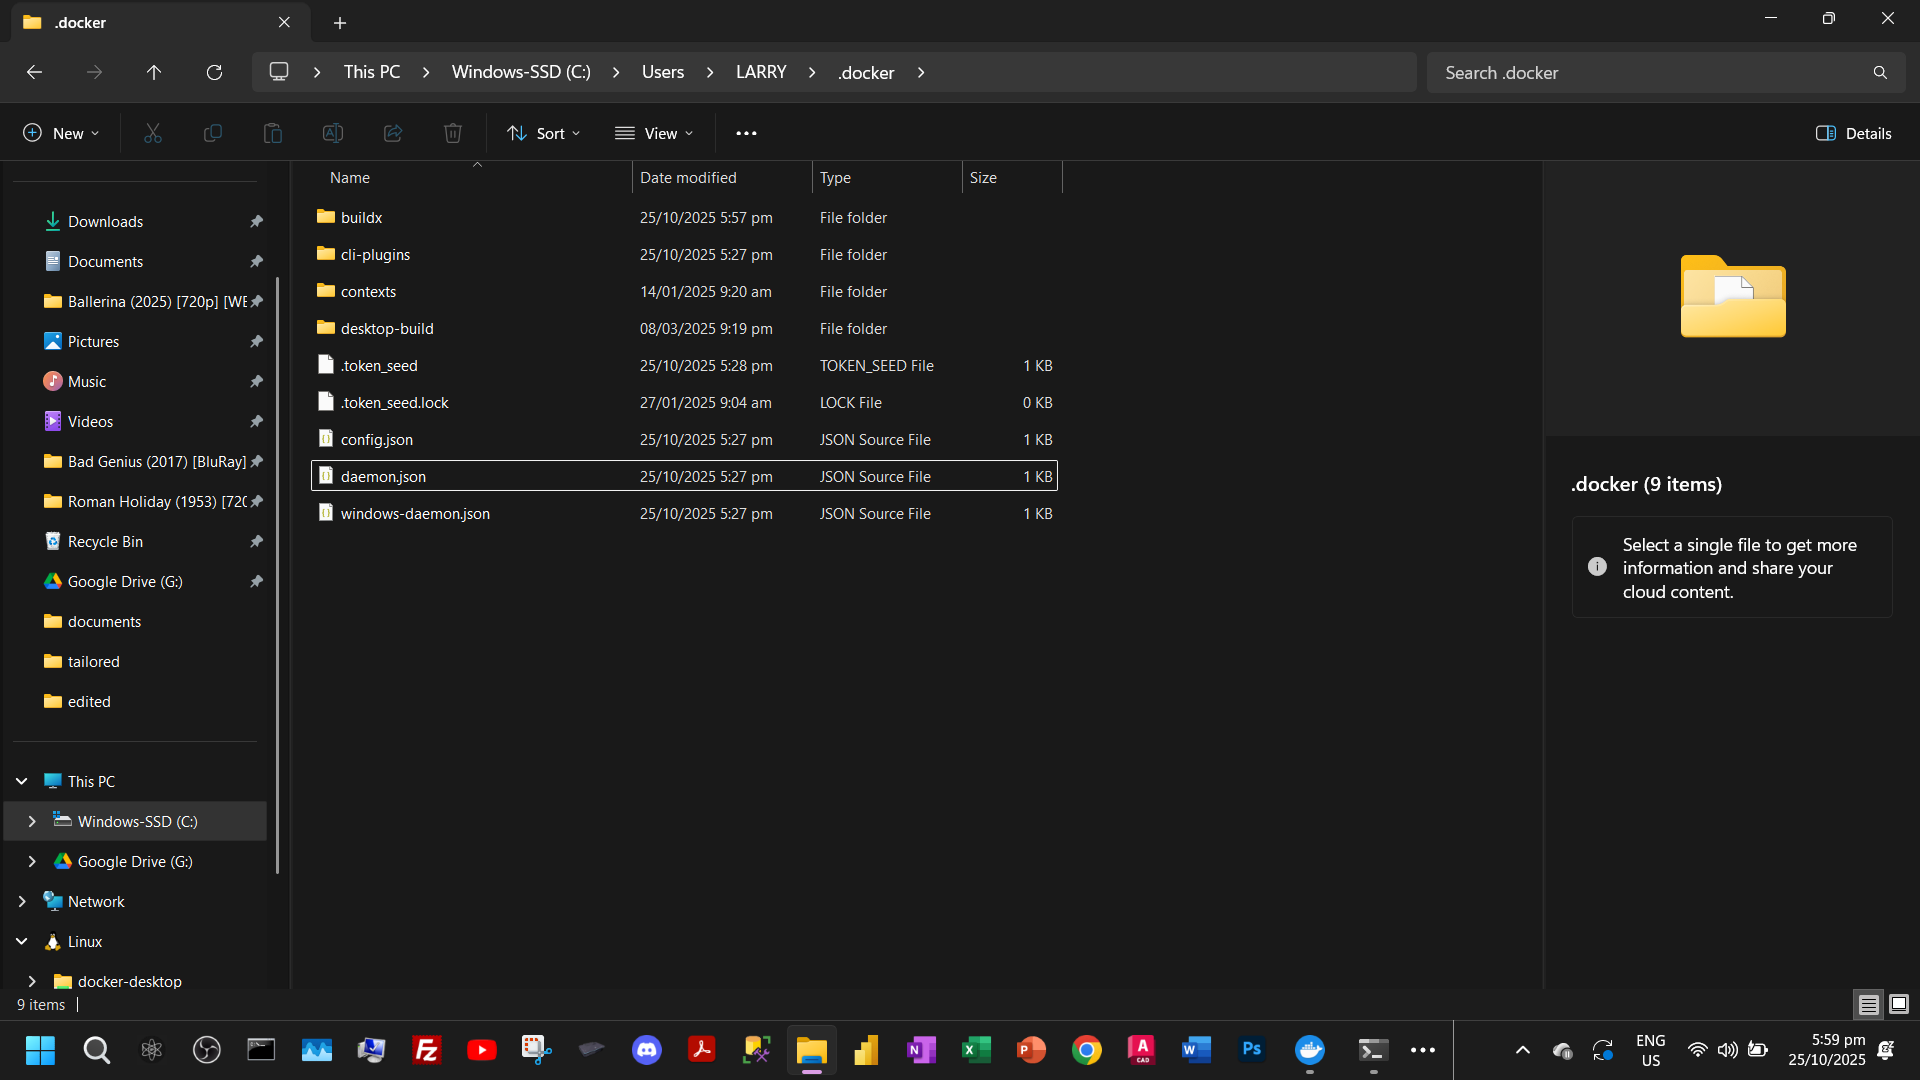 .docker
This PC
Windows-SSD (C:)
Users
LARRY
.docker
Search .docker
New
Sort
View
Details
Name
Date modified
Type
Size
Downloads
Documents
Ballerina (2025) [720p] [WE
Pictures
Music
Videos
Bad Genius (2017) [BluRay]
Roman Holiday (1953) [720
Recycle Bin
Google Drive (G:)
documents
tailored
edited
This PC
Windows-SSD (C:)
Google Drive (G:)
Network
Linux
docker-desktop
buildx 25/10/2025 5:57 pm File folder
cli-plugins 25/10/2025 5:27 pm File folder
contexts 14/01/2025 9:20 am File folder
desktop-build 08/03/2025 9:19 pm File folder
.token_seed 25/10/2025 5:28 pm TOKEN_SEED File 1 KB
.token_seed.lock 27/01/2025 9:04 am LOCK File 0 KB
config.json 25/10/2025 5:27 pm JSON Source File 1 KB
daemon.json 25/10/2025 5:27 pm JSON Source File 1 KB
windows-daemon.json 25/10/2025 5:27 pm JSON Source File 1 KB
.docker (9 items)
Select a single file to get more
information and share your
cloud content.
9 items
ENG
US
5:59 pm
25/10/2025